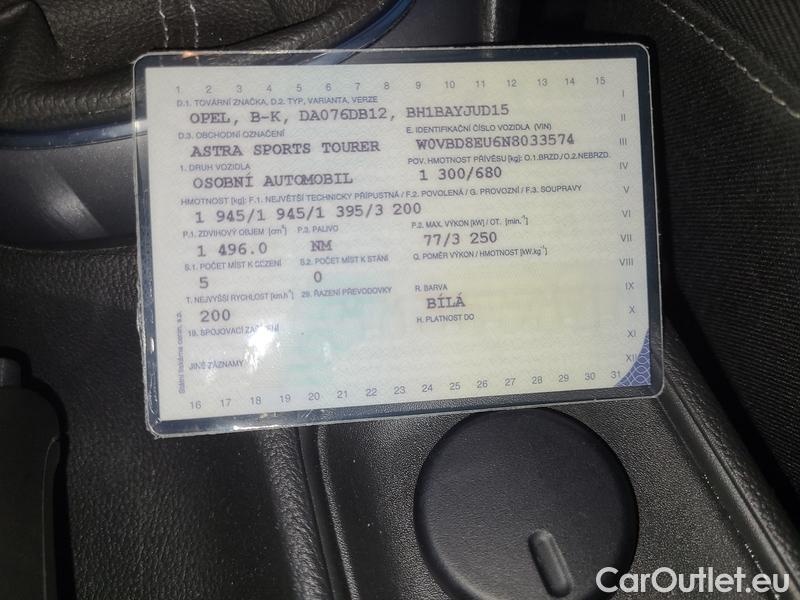 1 2 3 4 5 6 7 8 9 10 11 12 13 14 15
D.1. TOVÁRNÍ ZNAČKA, D.2. TYP, VARIANTA, VERZE
I
OPEL, B-K, DA076DB12, BH1BAYJUD15
II
D.3. OBCHODNÍ OZNAČENÍ
E. IDENTIFIKAČNÍ ČÍSLO VOZIDLA (VIN)
ASTRA SPORTS TOURER
W0VBD8EU6N8033574
III
1. DRUH VOZIDLA
POV. HMOTNOST PŘÍVĚSU [kg]: O.1.BRZD./O.2.NEBRZD.
OSOBNÍ AUTOMOBIL
1 300/680
IV
HMOTNOST [kg]: F.1. NEJVĚTŠÍ TECHNICKY PŘÍPUSTNÁ / F.2. POVOLENÁ / G. PROVOZNÍ / F.3. SOUPRAVY
V
1 945/1 945/1 395/3 200
VI
P.1. ZDVIHOVÝ OBJEM [cm³]
P.3. PALIVO
P.2. MAX. VÝKON [kW] / OT. [min.⁻¹]
1 496.0
NM
77/3 250
VII
S.1. POČET MÍST K SEZENÍ
S.2. POČET MÍST K STÁNÍ
Q. POMĚR VÝKON / HMOTNOST [kW.kg⁻¹]
VIII
5
0
T. NEJVYŠŠÍ RYCHLOST [km.h⁻¹]
29. ŘAZENÍ PŘEVODOVKY
R. BARVA
IX
200
BÍLÁ
X
19. SPOJOVACÍ ZAŘÍZENÍ
H. PLATNOST DO
XI
JINÉ ZÁZNAMY
XII
Státní tiskárna cenin, s.p.
16 17 18 19 20 21 22 23 24 25 26 27 28 29 30 31
CarOutlet.eu